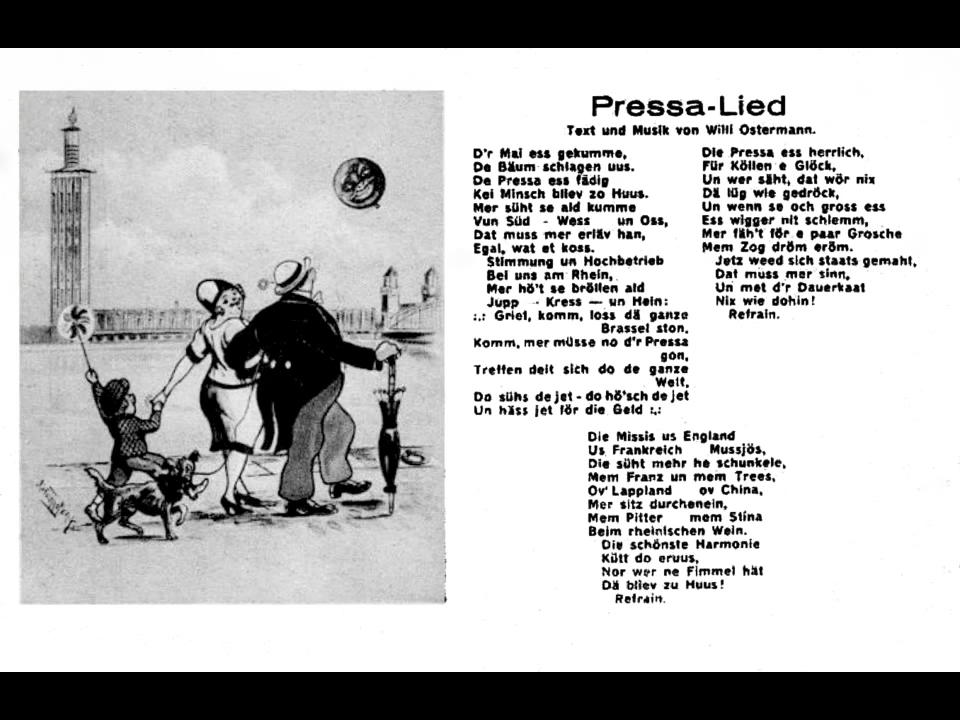 Pressa-Lied
Text und Musik von Willi Ostermann.
D'r Mai ess gekumme,
De Bäum schlagen uus.
De Pressa ess fädig
Kei Minsch bliev zo Huus.
Mer süht se ald kumme
Vun Süd - Wess un Oss,
Dat muss mer erläv han,
Egal, wat et koss.
Stimmung un Hochbetrieb
Bei uns am Rhein,
Mer hö't se bröllen ald
Jupp - Kress — un Hein:
:,: Griet, komm, loss dä ganze
Brassel ston,
Komm, mer müsse no d'r Pressa
gon,
Treffen deit sich do de ganze
Welt,
Do sühs de jet - do hö'sch de jet
Un häss jet för die Geld :,:
Die Pressa ess herrlich,
Für Köllen e Glöck,
Un wer säht, dat wör nix
Dä lüg wie gedröck,
Un wenn se och gross ess
Ess wigger nit schlemm,
Mer fäh't för e paar Grosche
Mem Zog dröm eröm.
Jetz weed sich staats gemaht,
Dat muss mer sinn,
Un met d'r Dauerkaat
Nix wie dohin!
Refrain.
Die Missis us England
Us Frankreich Mussjös,
Die süht mehr he schunkele,
Mem Franz un mem Trees,
Ov' Lappland ov China,
Mer sitz durchenein,
Mem Pitter mem Stina
Beim rheinischen Wein.
Die schönste Harmonie
Kütt do eruus,
Nor wer ne Fimmel hät
Dä bliev zu Huus!
Refrain.